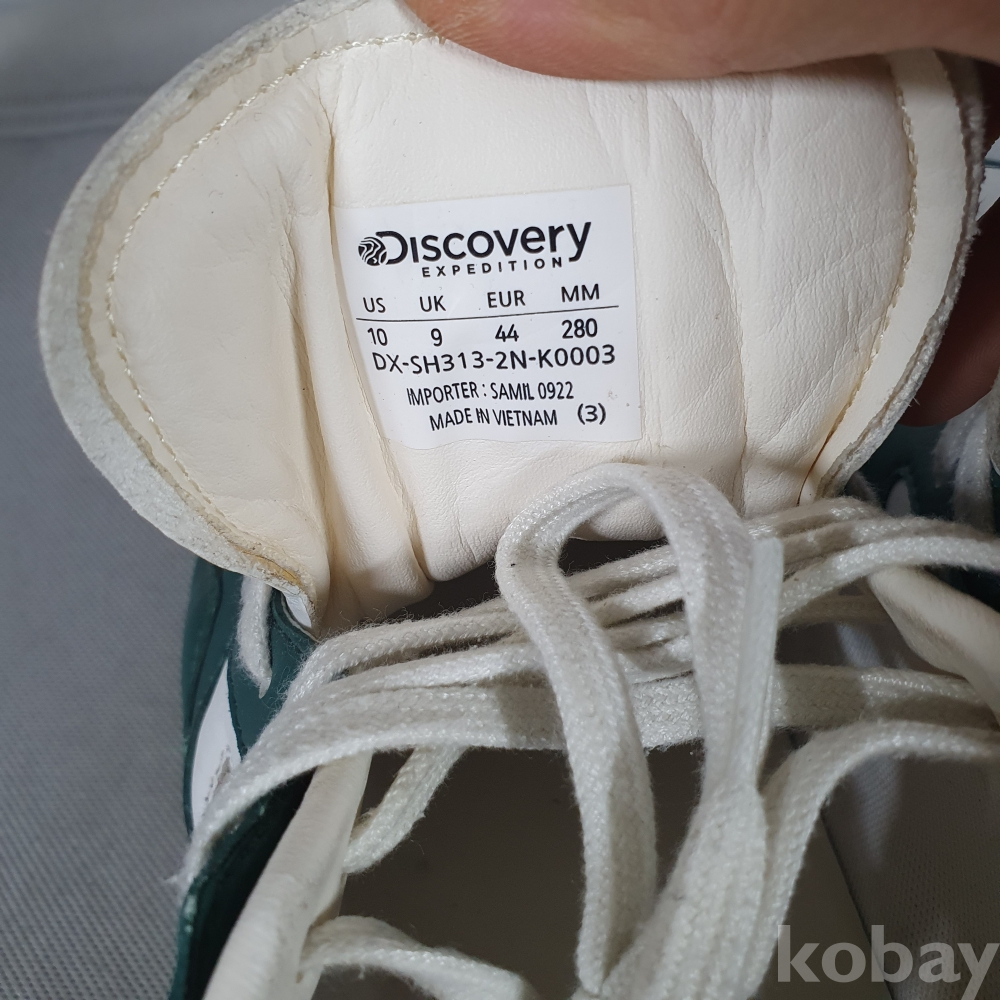 Discovery
EXPEDITION
US UK EUR MM
10 9 44 280
DX-SH313-2N-K0003
IMPORTER : SAMIL 0922
MADE IN VIETNAM (3)
kobay